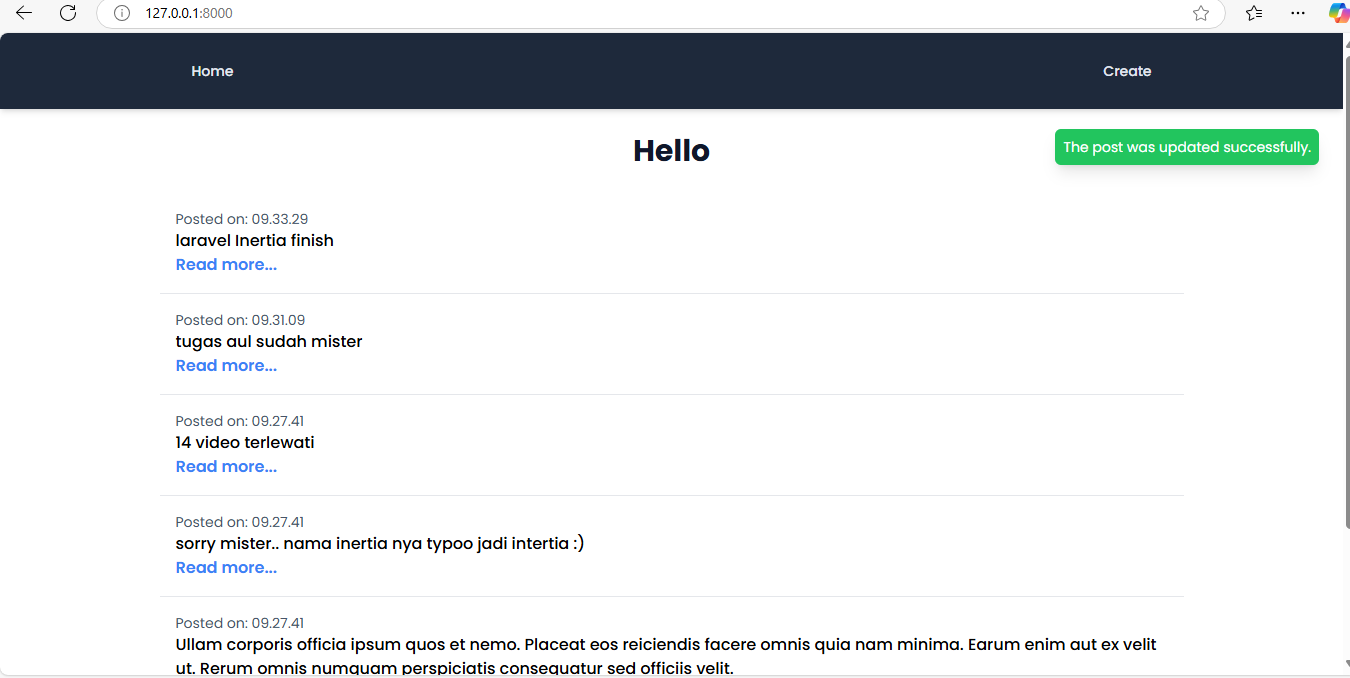 127.0.0.1:8000
Home Create
Hello
The post was updated successfully.
Posted on: 09.33.29
laravel Inertia finish
Read more...
Posted on: 09.31.09
tugas aul sudah mister
Read more...
Posted on: 09.27.41
14 video terlewati
Read more...
Posted on: 09.27.41
sorry mister.. nama inertia nya typoo jadi intertia :)
Read more...
Posted on: 09.27.41
Ullam corporis officia ipsum quos et nemo. Placeat eos reiciendis facere omnis quia nam minima. Earum enim aut ex velit
ut. Rerum omnis numquam perspiciatis consequatur sed officiis velit.